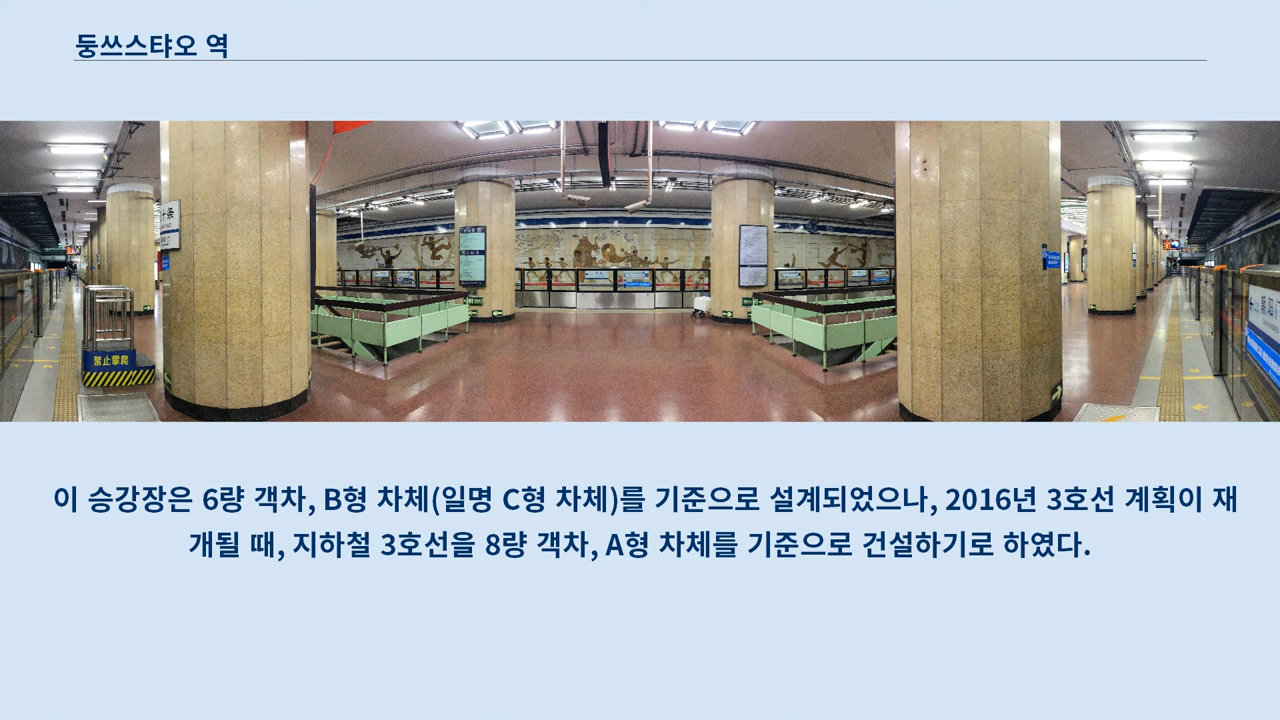 둥쓰스탸오 역
十条
禁止攀爬
이 승강장은 6량 객차, B형 차체(일명 C형 차체)를 기준으로 설계되었으나, 2016년 3호선 계획이 재
개될 때, 지하철 3호선을 8량 객차, A형 차체를 기준으로 건설하기로 하였다.